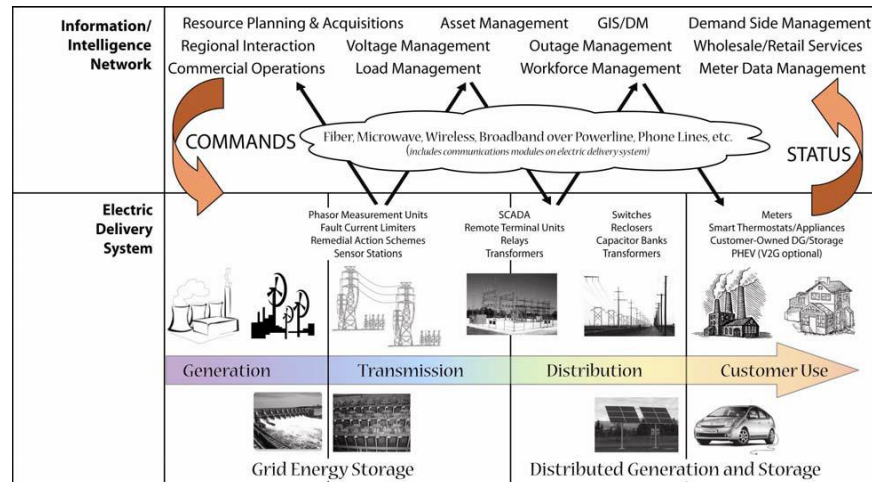 Information/
Intelligence
Network
Resource Planning & Acquisitions
Asset Management
GIS/DM
Demand Side Management
Regional Interaction
Voltage Management
Outage Management
Wholesale/Retail Services
Commercial Operations
Load Management
Workforce Management
Meter Data Management
COMMANDS
Fiber, Microwave, Wireless, Broadband over Powerline, Phone Lines, etc.
(includes communications modules on electric delivery system)
STATUS
Electric
Delivery
System
Phasor Measurement Units
Fault Current Limiters
Remedial Action Schemes
Sensor Stations
SCADA
Remote Terminal Units
Relays
Transformers
Switches
Reclosers
Capacitor Banks
Transformers
Meters
Smart Thermostats/Appliances
Customer-Owned DG/Storage
PHEV (V2G optional)
Generation
Transmission
Distribution
Customer Use
Grid Energy Storage
Distributed Generation and Storage